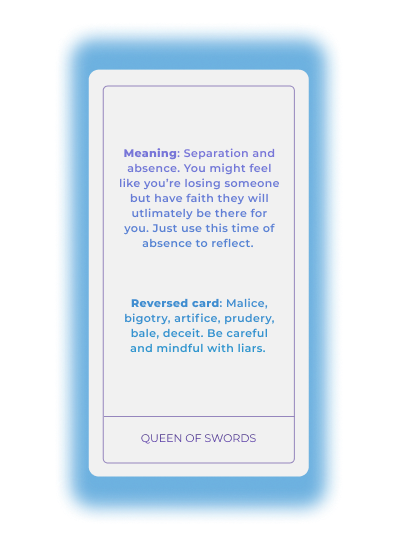 Meaning: Separation and
absence. You might feel
like you're losing someone
but have faith they will
utlimately be there for
you. Just use this time of
absence to reflect.
Reversed card: Malice,
bigotry, artifice, prudery,
bale, deceit. Be careful
and mindful with liars.
QUEEN OF SWORDS